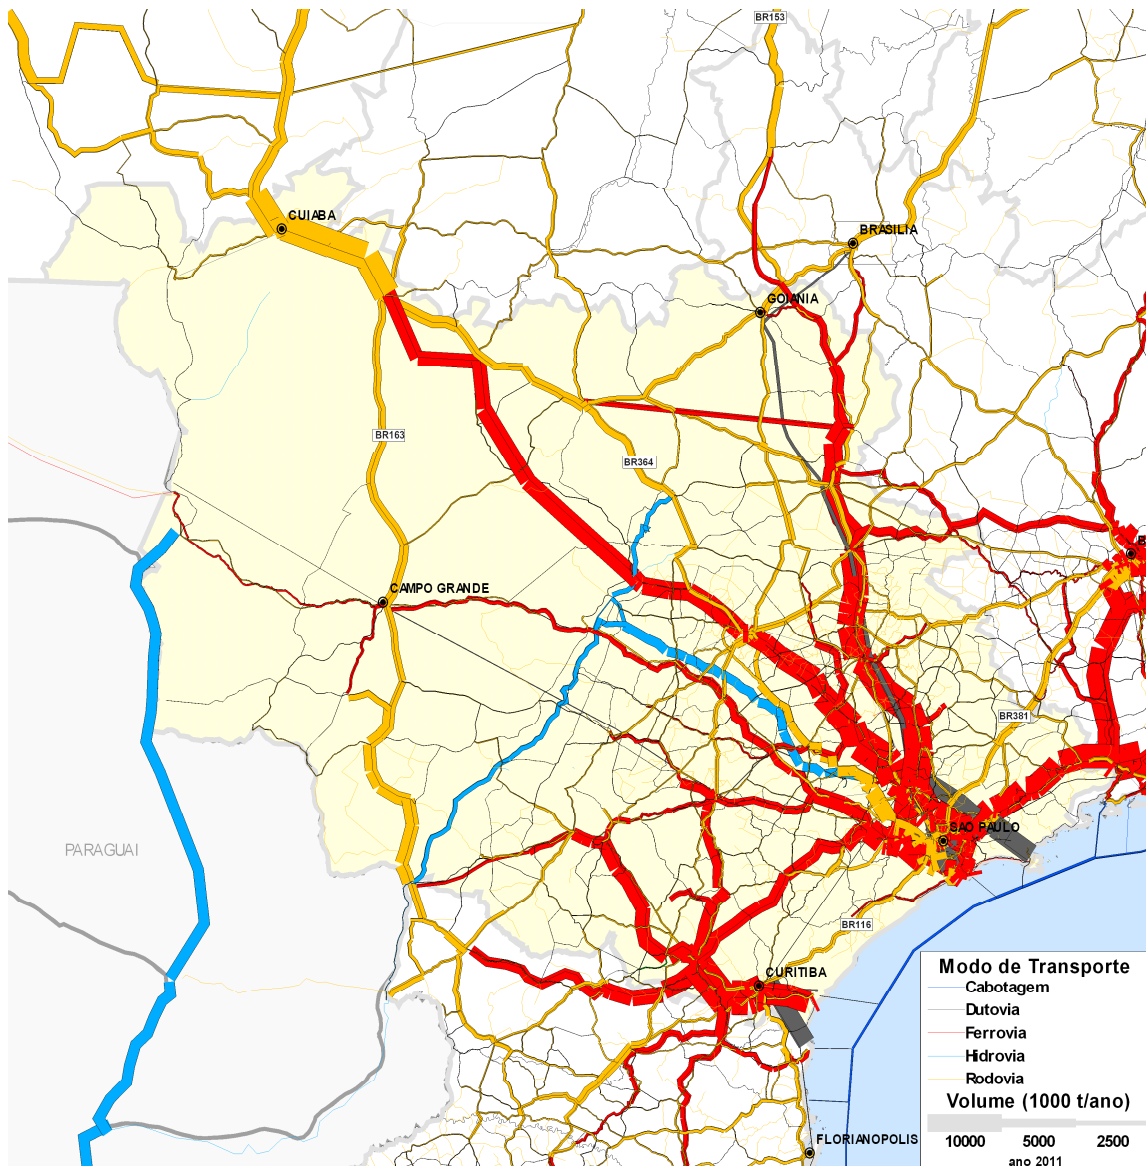 BR153
CUIABA
BRASILIA
GOIANIA
BR163
BR364
CAMPO GRANDE
BR381
SAO PAULO
PARAGUAI
BR116
CURITIBA
FLORIANOPOLIS
Modo de Transporte
Cabotagem
Dutovia
Ferrovia
Hidrovia
Rodovia
Volume (1000 t/ano)
10000 5000 2500
ano 2011